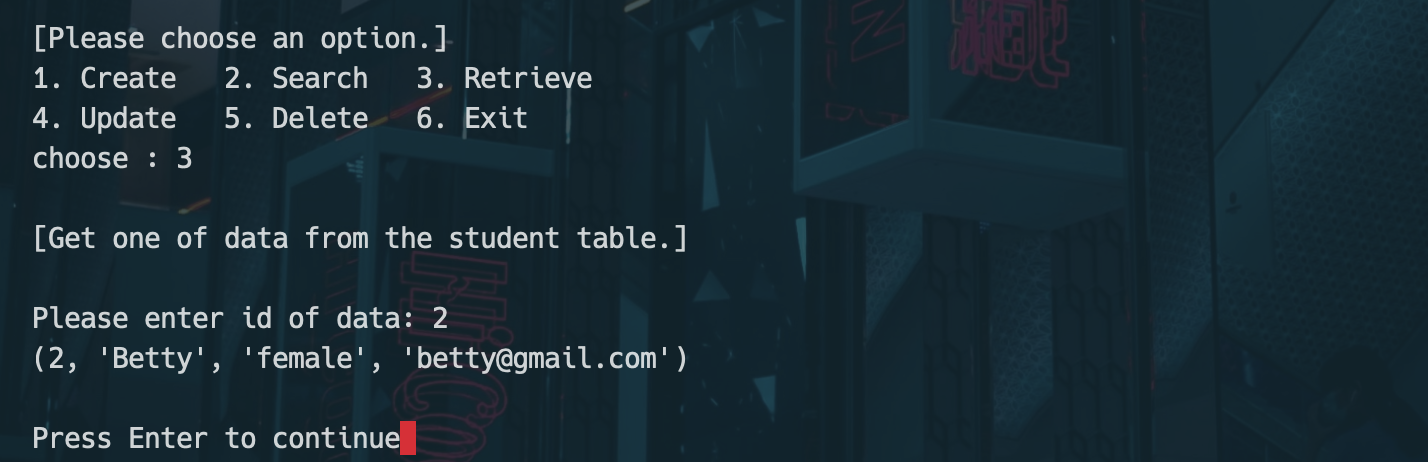 [Please choose an option.]
1. Create   2. Search   3. Retrieve
4. Update   5. Delete   6. Exit
choose : 3
[Get one of data from the student table.]
Please enter id of data: 2
(2, 'Betty', 'female', 'betty@gmail.com')
Press Enter to continue